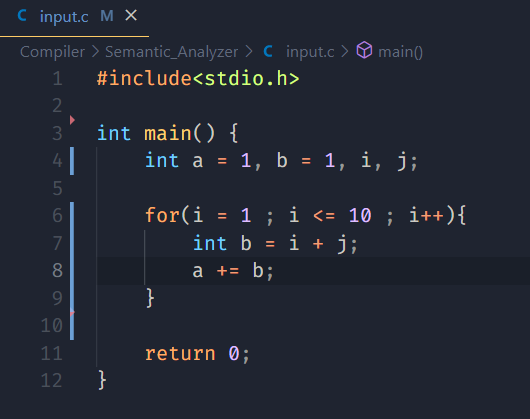 C input.c M ×
Compiler > Semantic_Analyzer > C input.c > main()
1 #include<stdio.h>
2
3 int main() {
4     int a = 1, b = 1, i, j;
5
6     for(i = 1 ; i <= 10 ; i++){
7         int b = i + j;
8         a += b;
9     }
10
11     return 0;
12 }